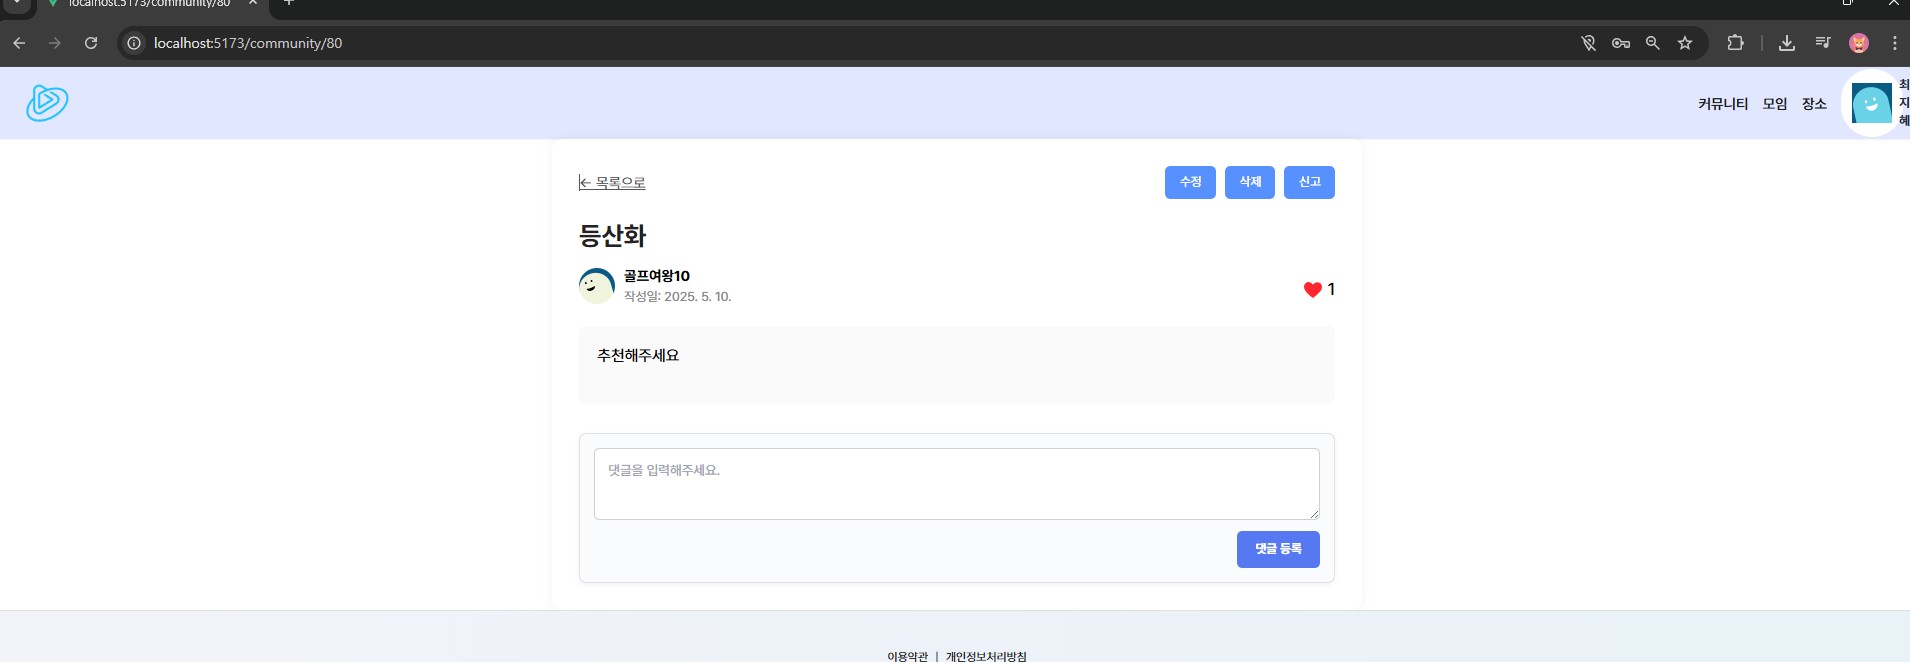 localhost:5173/community/80
localhost:5173/community/80
커뮤니티 모임 장소
최
지
혜
← 목록으로
수정 삭제 신고
등산화
골프여왕10
작성일: 2025. 5. 10.
1
추천해주세요
댓글을 입력해주세요.
댓글 등록
이용약관 | 개인정보처리방침